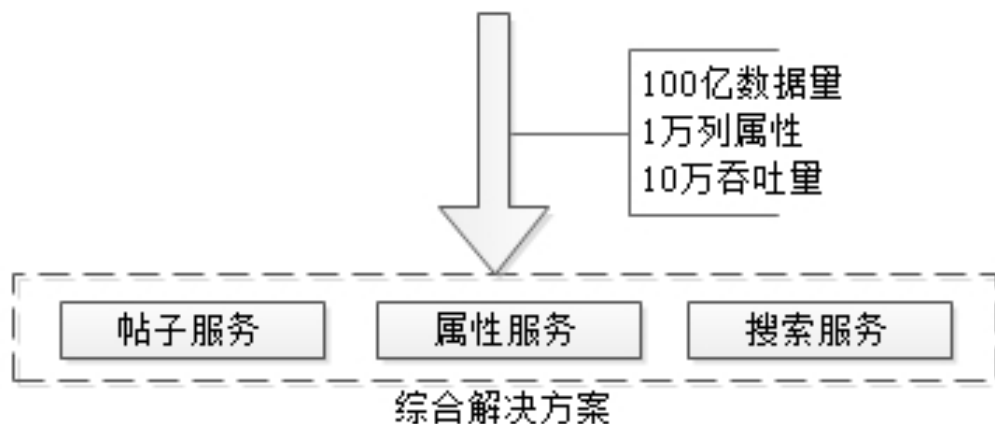 100亿数据量
1万列属性
10万吞吐量
帖子服务
属性服务
搜索服务
综合解决方案